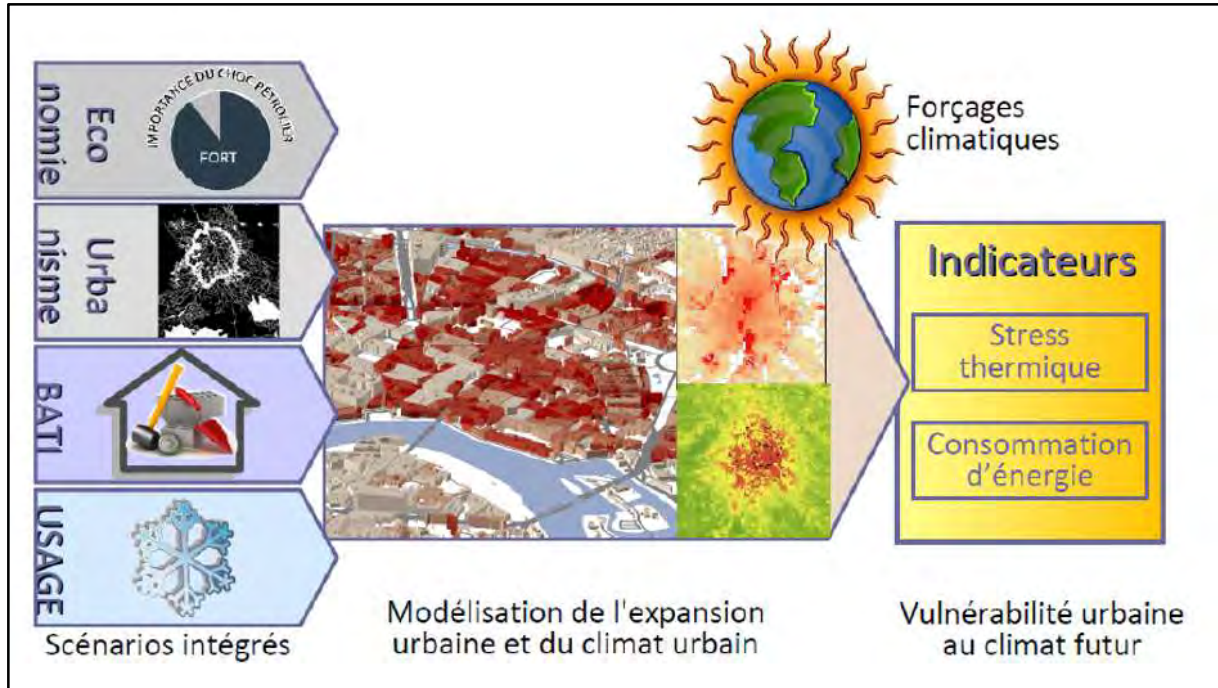 Eco
nomie
IMPORTANCE DU CHOC PÉTROLIER
FORT
Urba
nisme
BATI
USAGE
Scénarios intégrés
Forçages
climatiques
Modélisation de l'expansion
urbaine et du climat urbain
Indicateurs
Stress
thermique
Consommation
d'énergie
Vulnérabilité urbaine
au climat futur